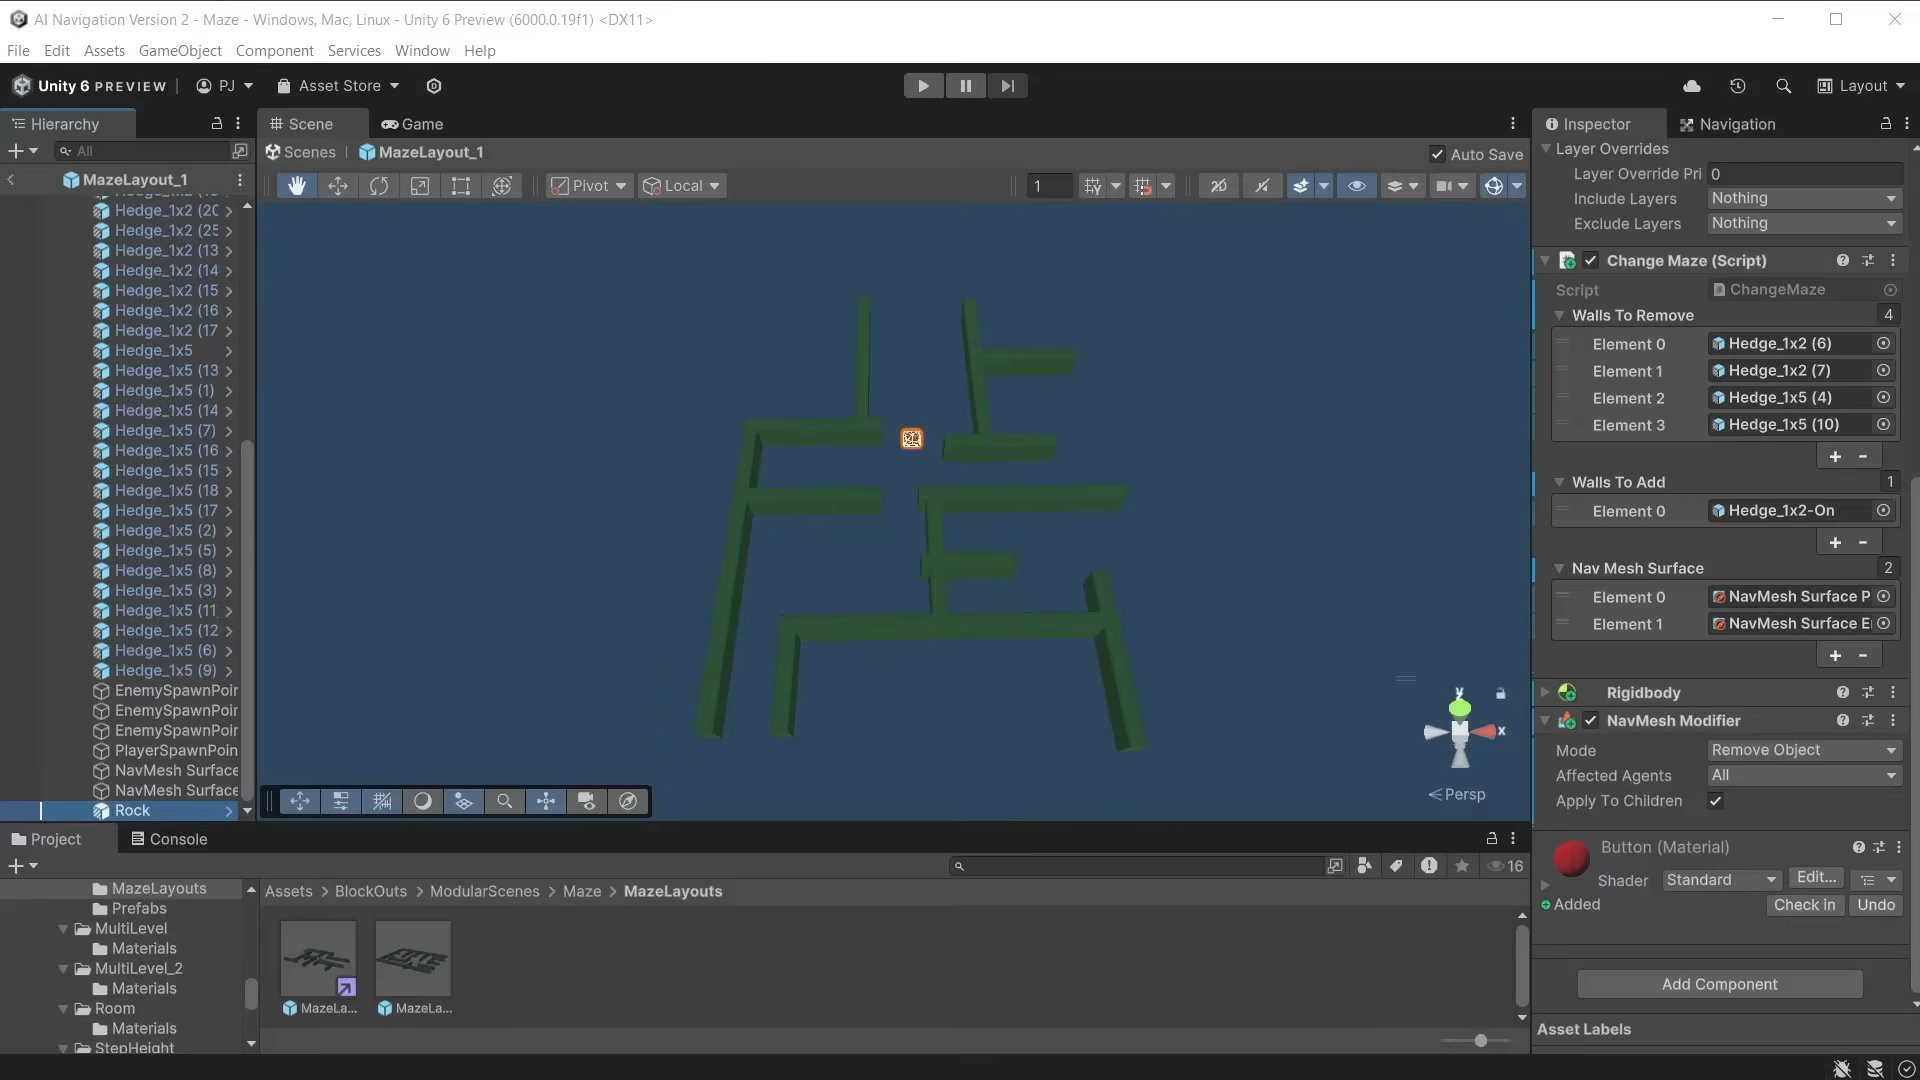 AI Navigation Version 2 - Maze - Windows, Mac, Linux - Unity 6 Preview (6000.0.19f1) <DX11>
File Edit Assets GameObject Component Services Window Help
Unity 6 PREVIEW PJ Asset Store Layout
Hierarchy
All
MazeLayout_1
Hedge_1x2 (20
Hedge_1x2 (25
Hedge_1x2 (13
Hedge_1x2 (14
Hedge_1x2 (15
Hedge_1x2 (16
Hedge_1x2 (17
Hedge_1x5
Hedge_1x5 (13
Hedge_1x5 (1)
Hedge_1x5 (14
Hedge_1x5 (7)
Hedge_1x5 (16
Hedge_1x5 (15
Hedge_1x5 (18
Hedge_1x5 (17
Hedge_1x5 (2)
Hedge_1x5 (5)
Hedge_1x5 (8)
Hedge_1x5 (3)
Hedge_1x5 (11
Hedge_1x5 (12
Hedge_1x5 (6)
Hedge_1x5 (9)
EnemySpawnPoin
EnemySpawnPoin
EnemySpawnPoin
PlayerSpawnPoin
NavMesh Surface
NavMesh Surface
Rock
Scene Game
Scenes MazeLayout_1 Auto Save
Pivot Local 1 2D
y
x
Persp
Inspector Navigation
Layer Overrides
Layer Override Pri 0
Include Layers Nothing
Exclude Layers Nothing
Change Maze (Script)
Script ChangeMaze
Walls To Remove 4
Element 0 Hedge_1x2 (6)
Element 1 Hedge_1x2 (7)
Element 2 Hedge_1x5 (4)
Element 3 Hedge_1x5 (10)
+ -
Walls To Add 1
Element 0 Hedge_1x2-On
+ -
Nav Mesh Surface 2
Element 0 NavMesh Surface P
Element 1 NavMesh Surface E
+ -
Rigidbody
NavMesh Modifier
Mode Remove Object
Affected Agents All
Apply To Children
Button (Material)
Shader Standard Edit...
Added Check in Undo
Add Component
Asset Labels
Project Console
16
MazeLayouts
Prefabs
MultiLevel
Materials
MultiLevel_2
Materials
Room
Materials
StepHeight
Assets > BlockOuts > ModularScenes > Maze > MazeLayouts
MazeLa... MazeLa...